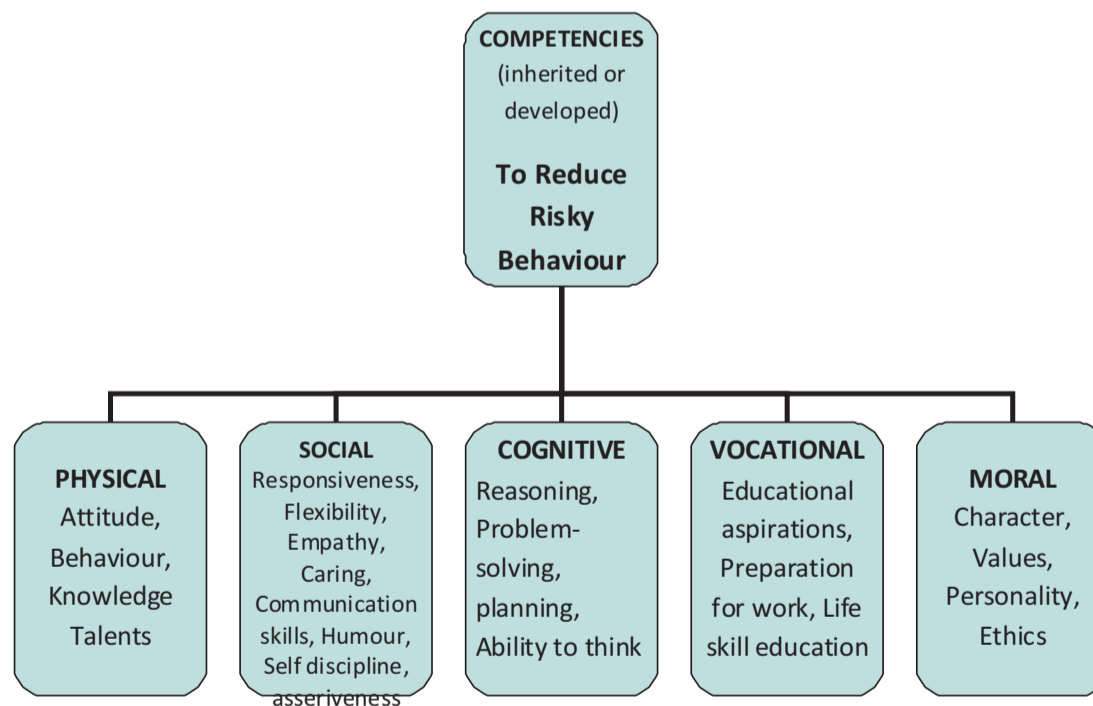 COMPETENCIES
(inherited or
developed)
To Reduce
Risky
Behaviour
PHYSICAL
Attitude,
Behaviour,
Knowledge
Talents
SOCIAL
Responsiveness,
Flexibility,
Empathy,
Caring,
Communication
skills, Humour,
Self discipline,
asseriveness
COGNITIVE
Reasoning,
Problem-
solving,
planning,
Ability to think
VOCATIONAL
Educational
aspirations,
Preparation
for work, Life
skill education
MORAL
Character,
Values,
Personality,
Ethics